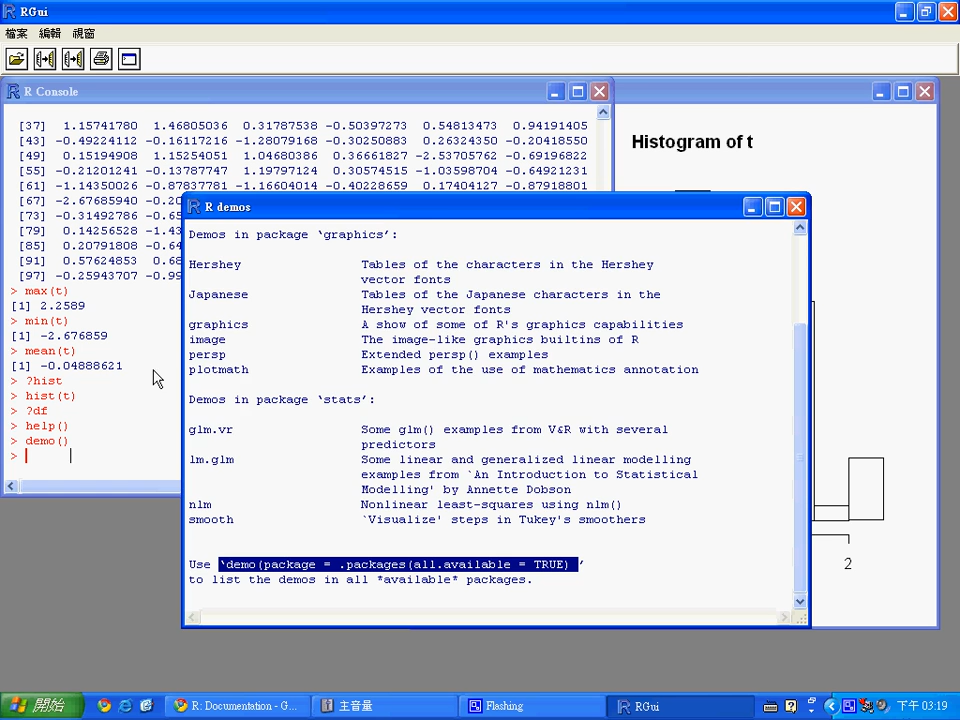 RGui
檔案 編輯 視窗
R Console
[37] 1.15741780 1.46805036 0.31787538 -0.50397273 0.54813473 0.94191405
[43] -0.49224112 -0.16117216 -1.28079168 -0.30250883 0.26324350 -0.20418550
[49] 0.15194908 1.15254051 1.04680386 0.36661827 -2.53705762 -0.69196822
[55] -0.21201241 -0.13787747 1.19797124 0.30574515 -1.03598704 -0.64921231
[61] -1.14350026 -0.87837781 -1.16604014 -0.40228659 0.17404127 -0.87918801
[67] -2.67685940 -0.20
[73] -0.31492786 -0.65
[79] 0.14256528 -1.43
[85] 0.20791808 -0.64
[91] 0.57624853 0.68
[97] -0.25943707 -0.99
> max(t)
[1] 2.2589
> min(t)
[1] -2.676859
> mean(t)
[1] -0.04888621
> ?hist
> hist(t)
> ?df
> help()
> demo()
>
Histogram of t
2
R demos
Demos in package ‘graphics’:
Hershey Tables of the characters in the Hershey
vector fonts
Japanese Tables of the Japanese characters in the
Hershey vector fonts
graphics A show of some of R's graphics capabilities
image The image-like graphics builtins of R
persp Extended persp() examples
plotmath Examples of the use of mathematics annotation
Demos in package ‘stats’:
glm.vr Some glm() examples from V&R with several
predictors
lm.glm Some linear and generalized linear modelling
examples from `An Introduction to Statistical
Modelling' by Annette Dobson
nlm Nonlinear least-squares using nlm()
smooth `Visualize' steps in Tukey's smoothers
Use ‘demo(package = .packages(all.available = TRUE))’
to list the demos in all *available* packages.
開始 R: Documentation - G... 主音量 Flashing RGui 下午 03:19